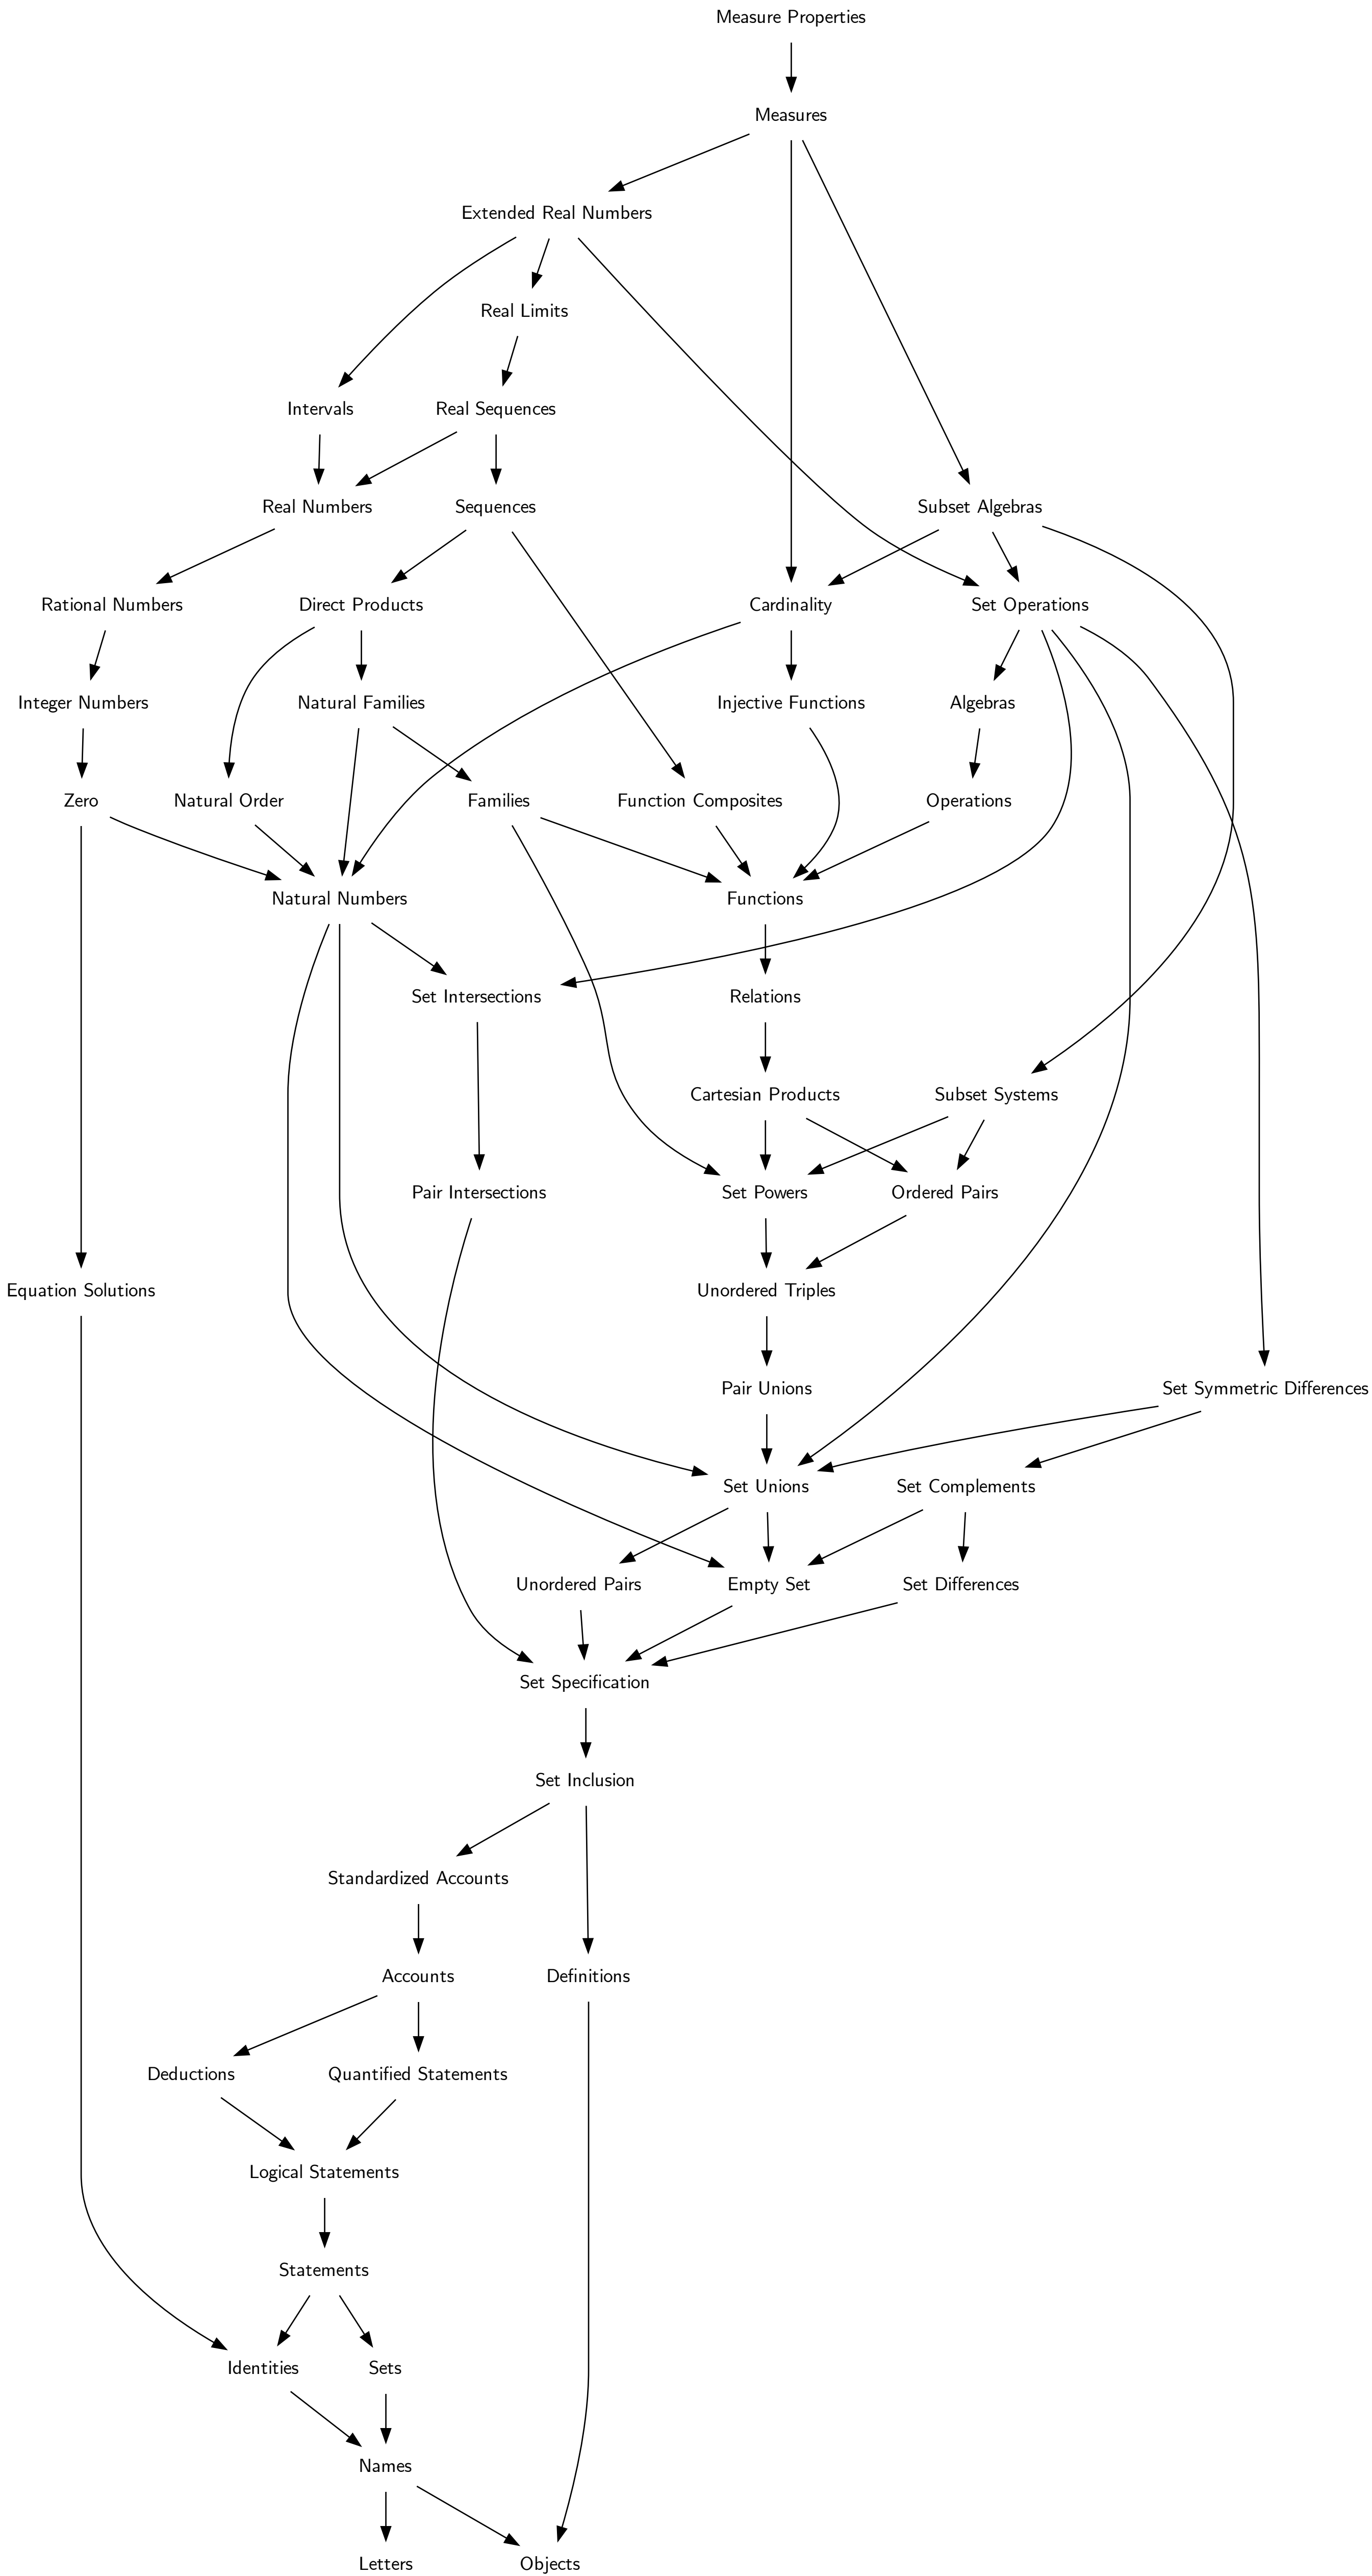 Measure Properties
Measures
Extended Real Numbers
Real Limits
Intervals
Real Sequences
Real Numbers
Sequences
Subset Algebras
Rational Numbers
Direct Products
Cardinality
Set Operations
Integer Numbers
Natural Families
Injective Functions
Algebras
Zero
Natural Order
Families
Function Composites
Operations
Natural Numbers
Functions
Set Intersections
Relations
Cartesian Products
Subset Systems
Pair Intersections
Set Powers
Ordered Pairs
Equation Solutions
Unordered Triples
Pair Unions
Set Symmetric Differences
Set Unions
Set Complements
Unordered Pairs
Empty Set
Set Differences
Set Specification
Set Inclusion
Standardized Accounts
Accounts
Definitions
Deductions
Quantified Statements
Logical Statements
Statements
Identities
Sets
Names
Letters
Objects